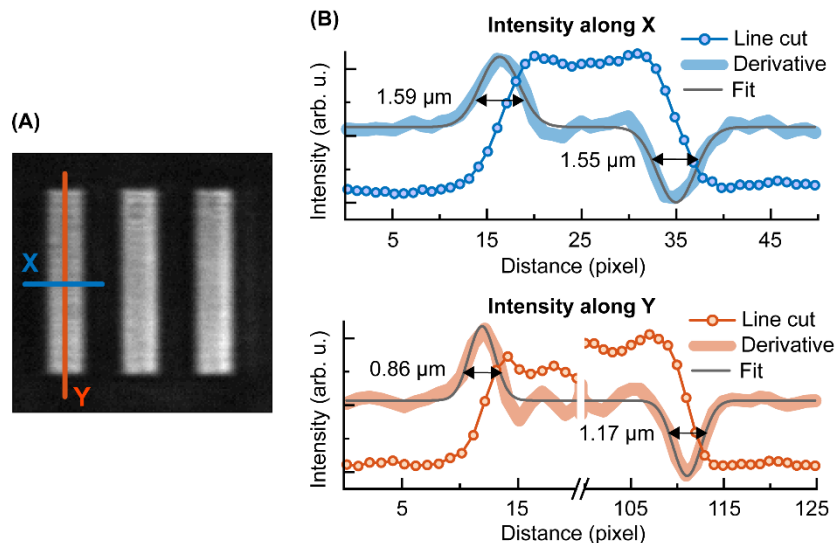 (A)
X
Y
(B)
Intensity along X
Line cut
Derivative
Fit
1.59 µm
1.55 µm
Intensity (arb. u.)
5
15
25
35
45
Distance (pixel)
Intensity along Y
Line cut
Derivative
Fit
0.86 µm
1.17 µm
Intensity (arb. u.)
5
15
105
115
125
Distance (pixel)